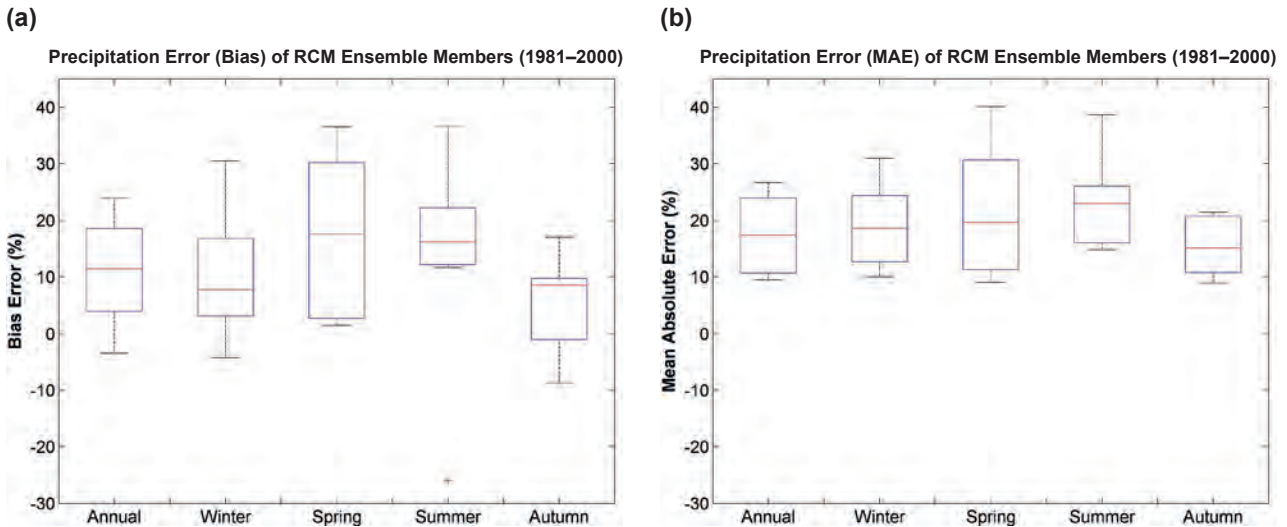 (a)
Precipitation Error (Bias) of RCM Ensemble Members (1981–2000)
Bias Error (%)
40
30
20
10
0
-10
-20
-30
Annual Winter Spring Summer Autumn
(b)
Precipitation Error (MAE) of RCM Ensemble Members (1981–2000)
Mean Absolute Error (%)
40
30
20
10
0
-10
-20
-30
Annual Winter Spring Summer Autumn